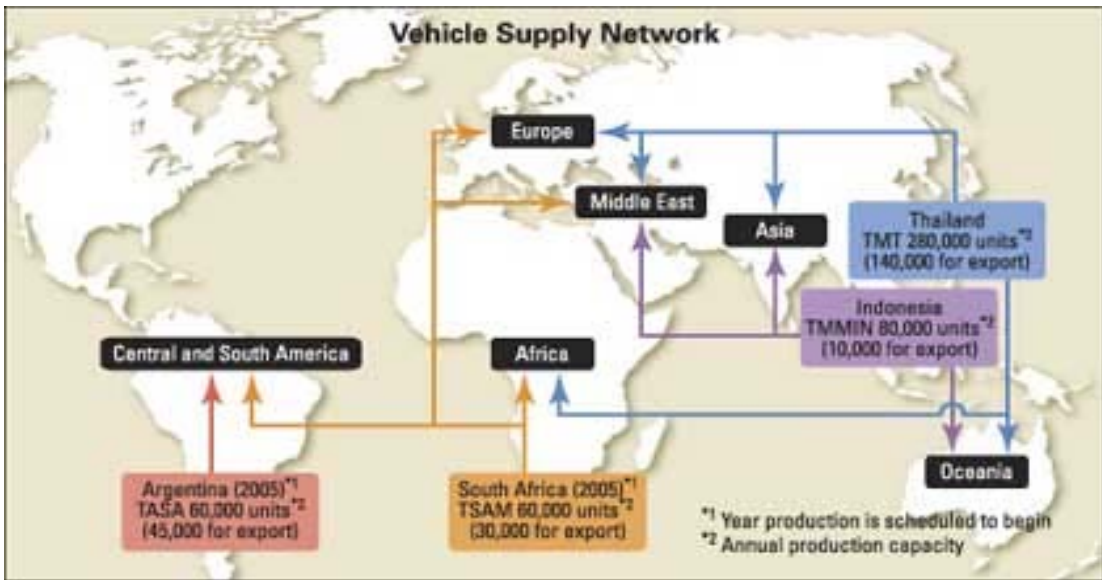 Vehicle Supply Network
Europe
Middle East
Asia
Thailand
TMT 280,000 units*2
(140,000 for export)
Indonesia
TMMIN 80,000 units*2
(10,000 for export)
Central and South America
Africa
Oceania
Argentina (2005)*1
TASA 60,000 units*2
(45,000 for export)
South Africa (2005)*1
TSAM 60,000 units*2
(30,000 for export)
*1 Year production is scheduled to begin
*2 Annual production capacity